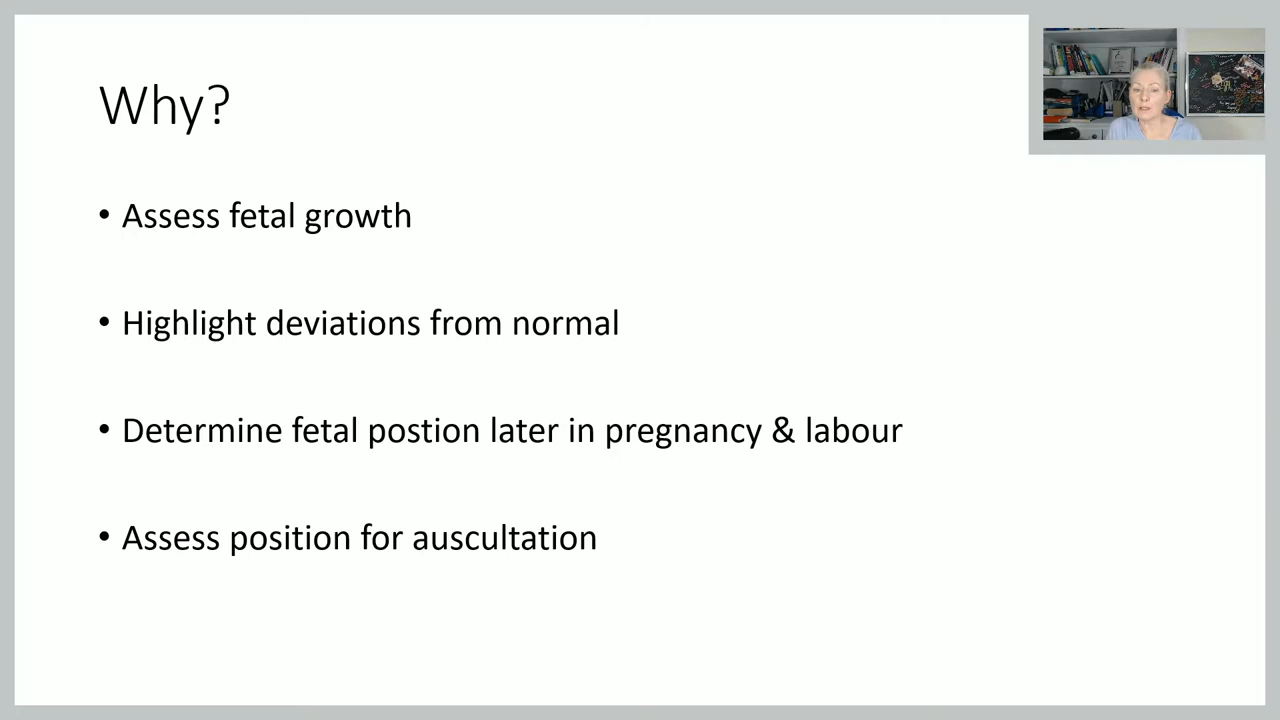 Why?
• Assess fetal growth
• Highlight deviations from normal
• Determine fetal postion later in pregnancy & labour
• Assess position for auscultation